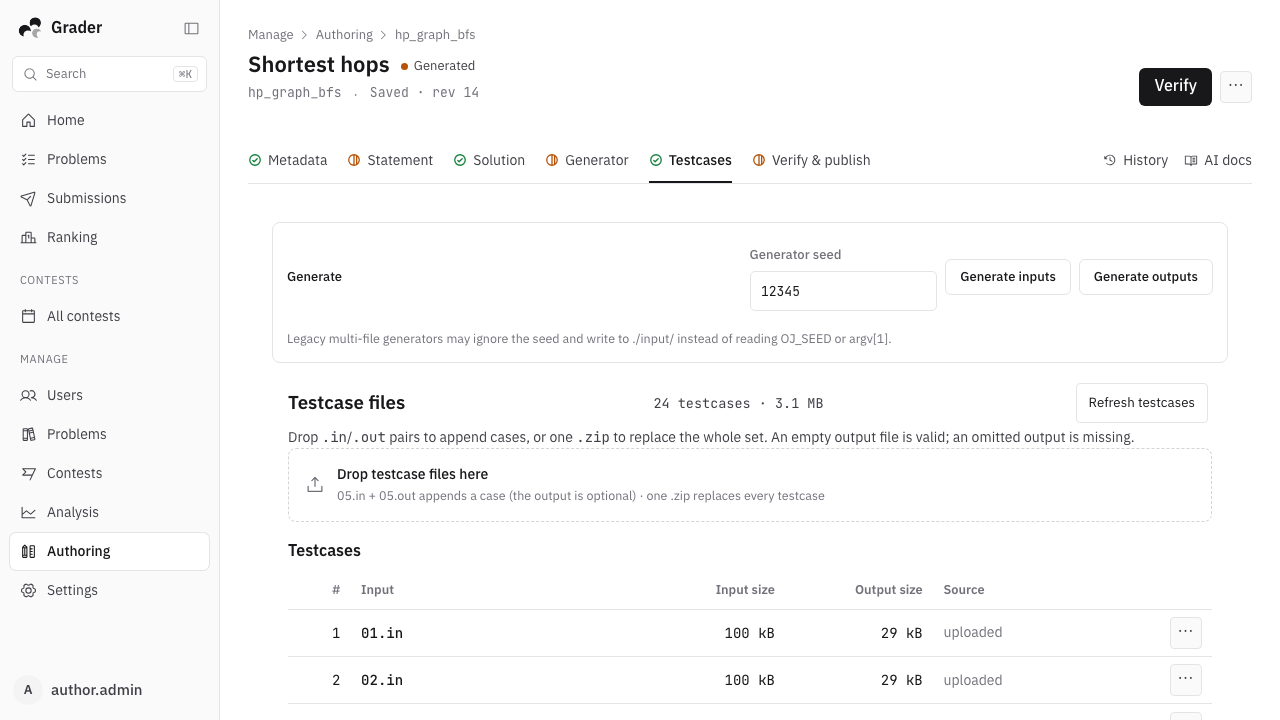 Grader
Search ⌘K
Home
Problems
Submissions
Ranking
CONTESTS
All contests
MANAGE
Users
Problems
Contests
Analysis
Authoring
Settings
A author.admin
Manage > Authoring > hp_graph_bfs
Shortest hops Generated
hp_graph_bfs . Saved · rev 14
Verify ···
Metadata Statement Solution Generator Testcases Verify & publish History AI docs
Generator seed
Generate 12345 Generate inputs Generate outputs
Legacy multi-file generators may ignore the seed and write to ./input/ instead of reading OJ_SEED or argv[1].
Testcase files 24 testcases · 3.1 MB Refresh testcases
Drop .in/.out pairs to append cases, or one .zip to replace the whole set. An empty output file is valid; an omitted output is missing.
Drop testcase files here
05.in + 05.out appends a case (the output is optional) · one .zip replaces every testcase
Testcases
# Input Input size Output size Source
1 01.in 100 kB 29 kB uploaded ···
2 02.in 100 kB 29 kB uploaded ···